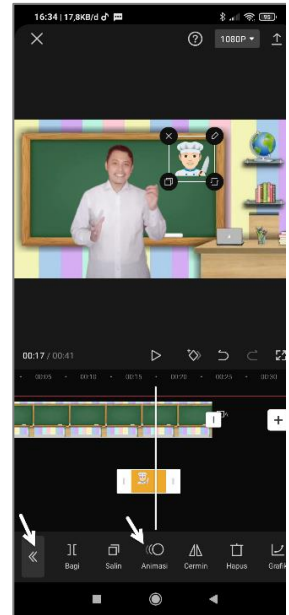 16:34 | 17,8KB/d
90
1080P
00:17 / 00:41
00:05 00:10 00:15 00:20 00:25 00:30
Bagi Salin Animasi Cermin Hapus Grafik